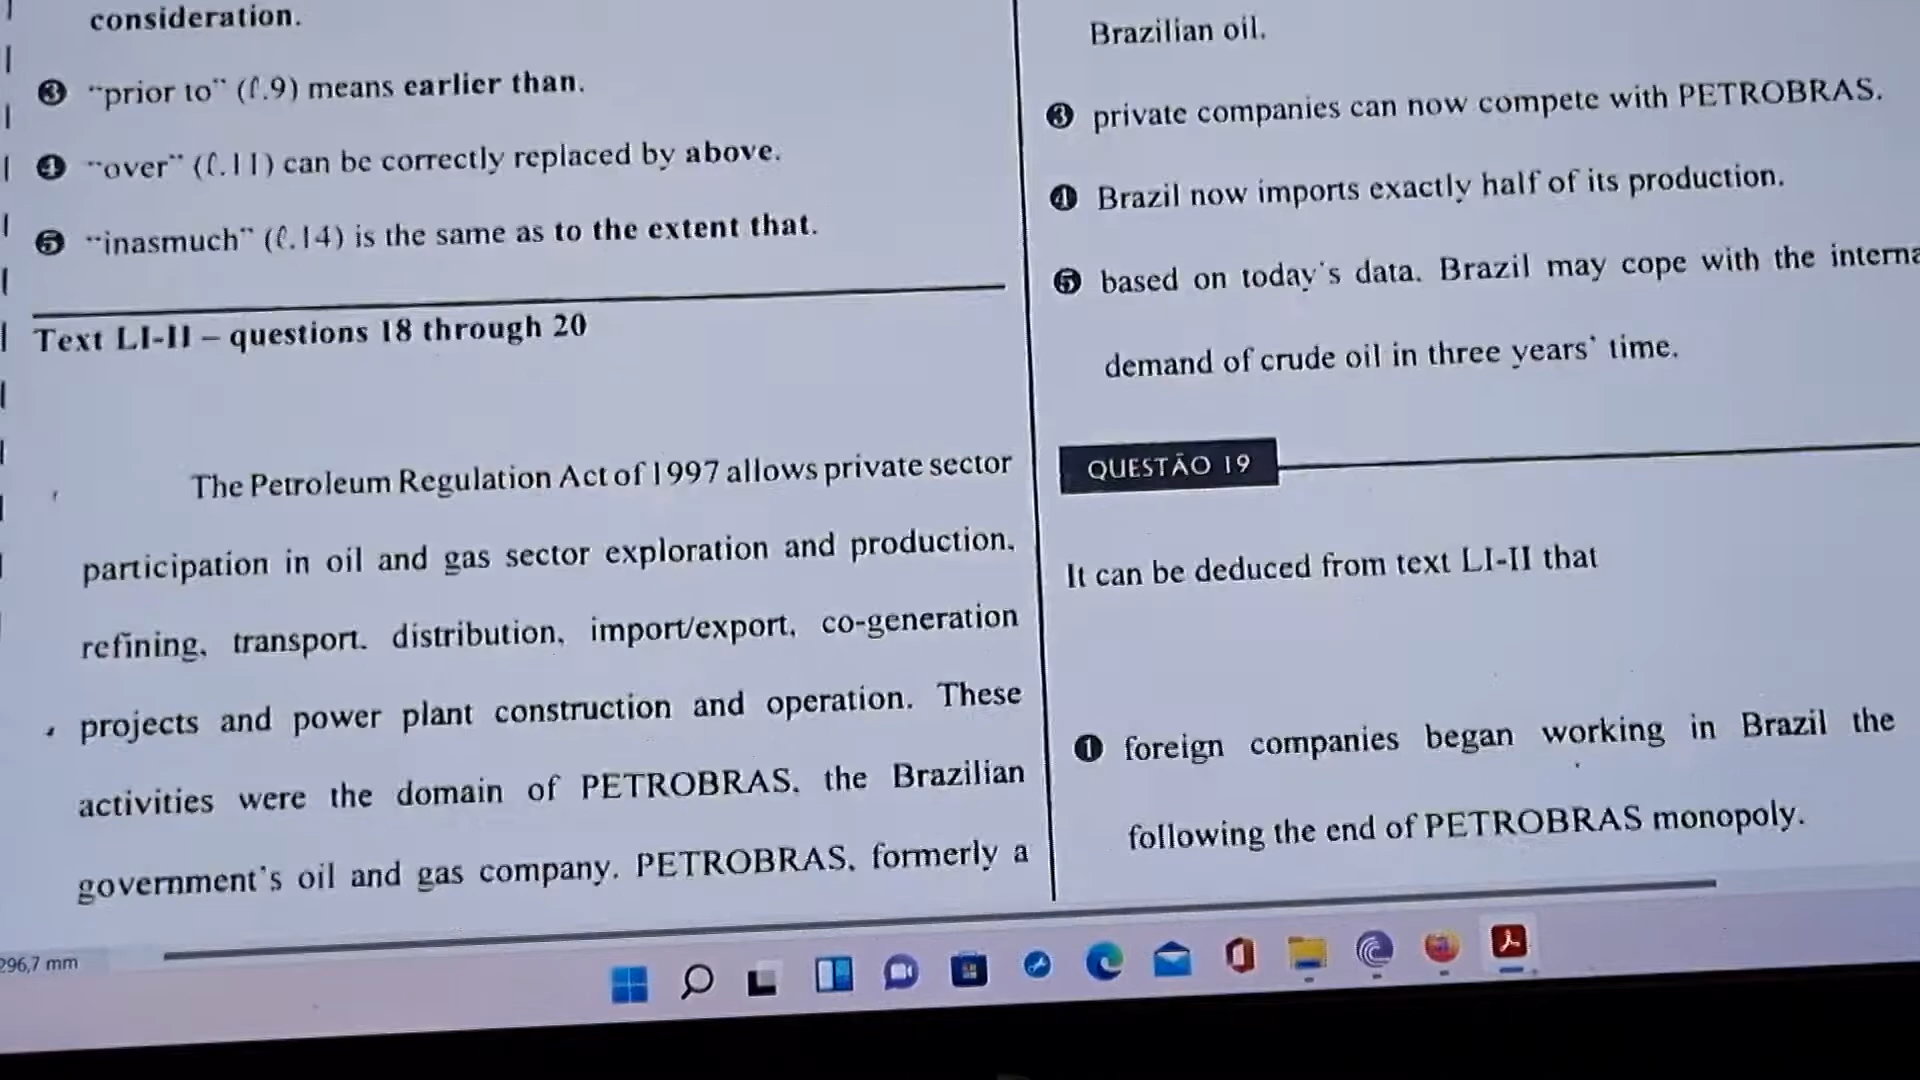 consideration.
❸ "prior to" (ℓ.9) means earlier than.
❹ "over" (ℓ.11) can be correctly replaced by above.
❺ "inasmuch" (ℓ.14) is the same as to the extent that.
Text LI-II – questions 18 through 20
The Petroleum Regulation Act of 1997 allows private sector
participation in oil and gas sector exploration and production,
refining, transport, distribution, import/export, co-generation
projects and power plant construction and operation. These
activities were the domain of PETROBRAS, the Brazilian
government's oil and gas company. PETROBRAS, formerly a
Brazilian oil.
❸ private companies can now compete with PETROBRAS.
❹ Brazil now imports exactly half of its production.
❺ based on today's data, Brazil may cope with the interna
demand of crude oil in three years' time.
QUESTÃO 19
It can be deduced from text LI-II that
❶ foreign companies began working in Brazil the
following the end of PETROBRAS monopoly.
296,7 mm